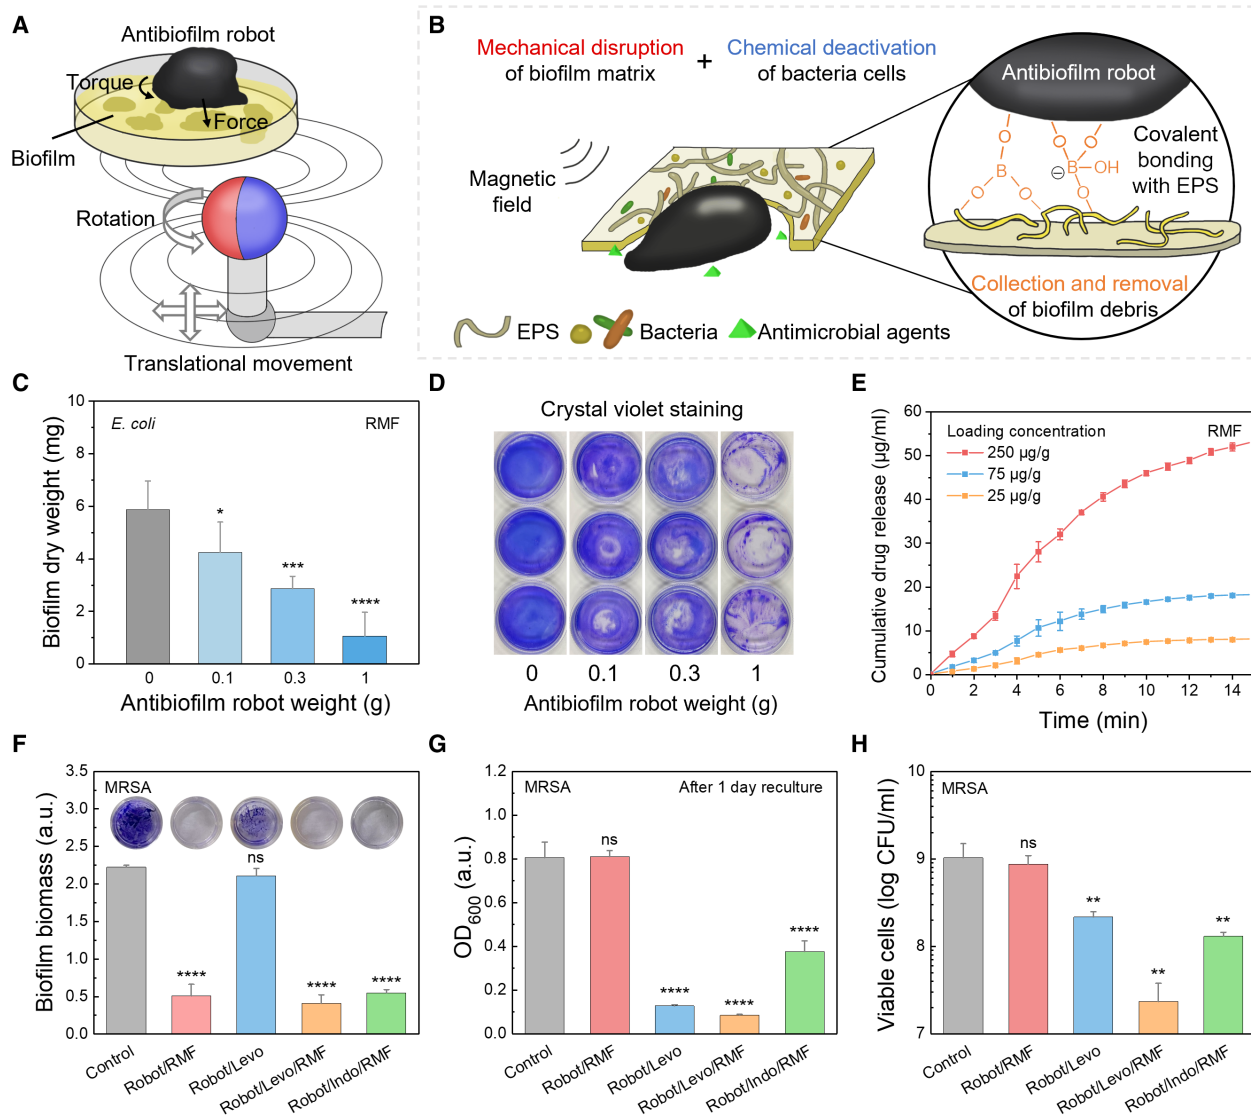 A
Antibiofilm robot
Torque
Force
Biofilm
Rotation
Translational movement
B
Mechanical disruption
of biofilm matrix
+
Chemical deactivation
of bacteria cells
Magnetic
field
Antibiofilm robot
O
O
O
B
B
OH
O
O
O
Covalent
bonding
with EPS
Collection and removal
of biofilm debris
EPS
Bacteria
Antimicrobial agents
C
E. coli
RMF
Biofilm dry weight (mg)
10
8
6
4
2
0
*
***
****
0
0.1
0.3
1
Antibiofilm robot weight (g)
D
Crystal violet staining
0
0.1
0.3
1
Antibiofilm robot weight (g)
E
Loading concentration
RMF
250 µg/g
75 µg/g
25 µg/g
Cumulative drug release (µg/ml)
60
50
40
30
20
10
0
0
2
4
6
8
10
12
14
Time (min)
F
MRSA
Biofilm biomass (a.u.)
3.5
3.0
2.5
2.0
1.5
1.0
0.5
0.0
****
ns
****
****
Control
Robot/RMF
Robot/Levo
Robot/Levo/RMF
Robot/Indo/RMF
G
MRSA
After 1 day reculture
OD600 (a.u.)
1.2
1.0
0.8
0.6
0.4
0.2
0.0
ns
****
****
****
Control
Robot/RMF
Robot/Levo
Robot/Levo/RMF
Robot/Indo/RMF
H
MRSA
Viable cells (log CFU/ml)
10
9
8
7
ns
**
**
**
Control
Robot/RMF
Robot/Levo
Robot/Levo/RMF
Robot/Indo/RMF